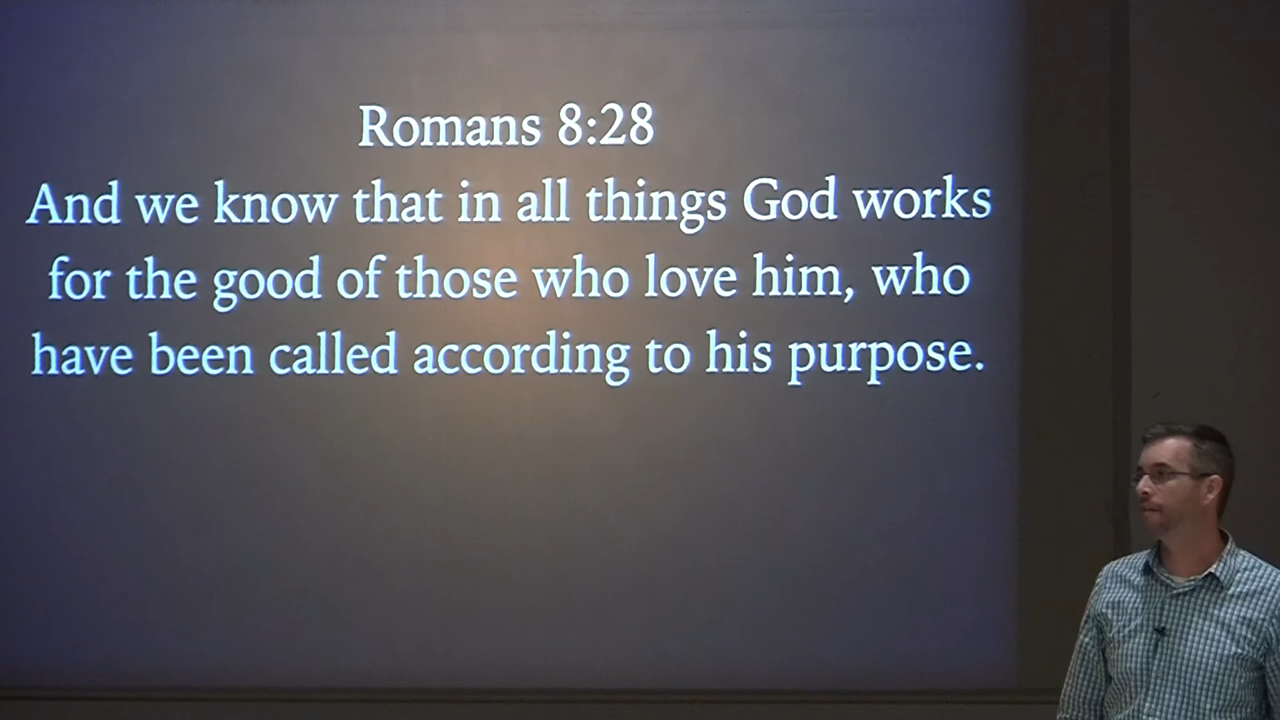 Romans 8:28
And we know that in all things God works
for the good of those who love him, who
have been called according to his purpose.